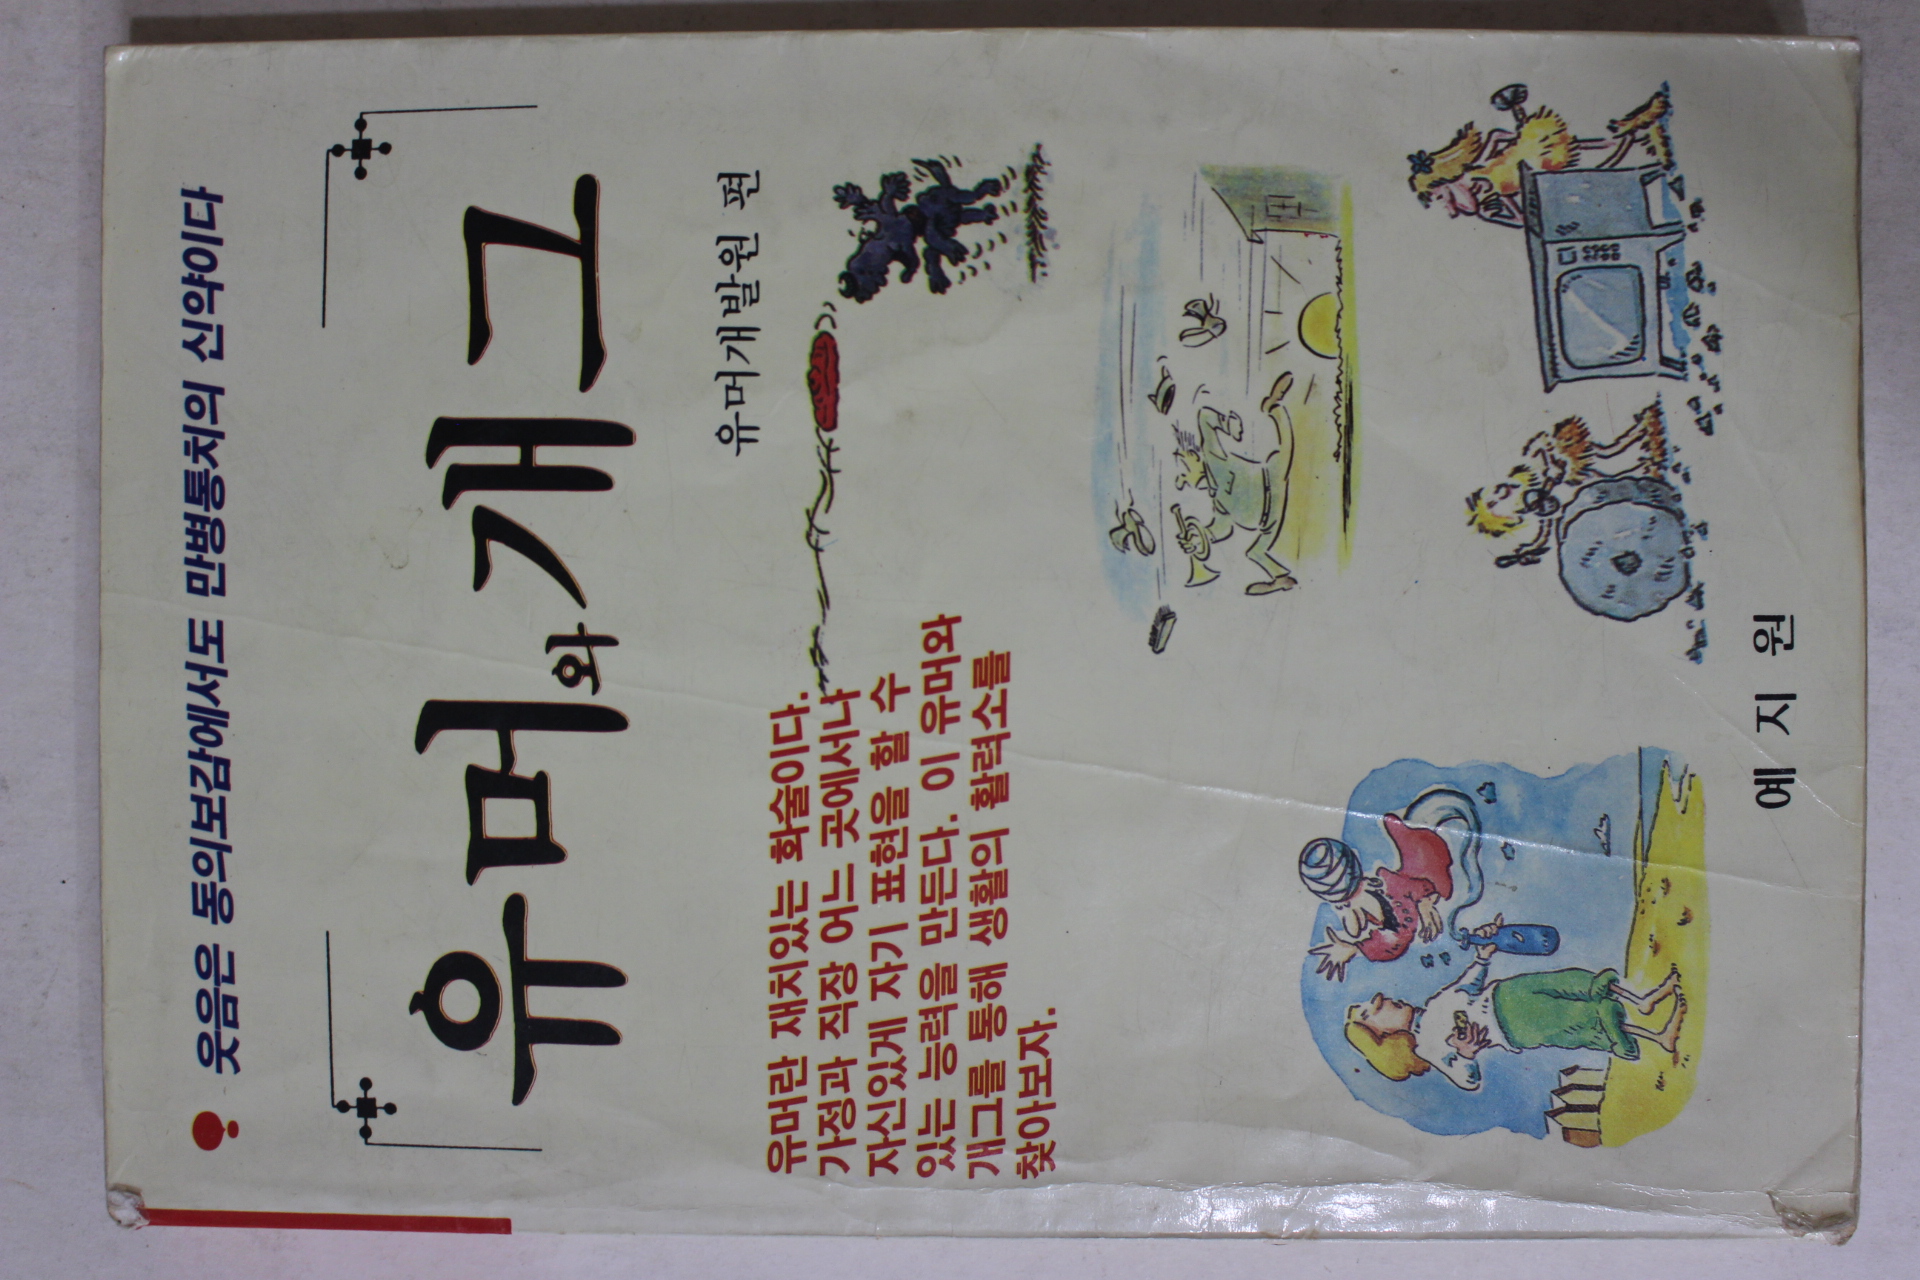 웃음은 동의보감에서도 만병통치의 신약이다
유머와 개그
유머개발원 편
유머란 재치있는 화술이다.
가정과 직장 어느 곳에서나
자신있게 자기 표현을 할 수
있는 능력을 만든다. 이 유머와
개그를 통해 생활의 활력소를
찾아보자.
예지원